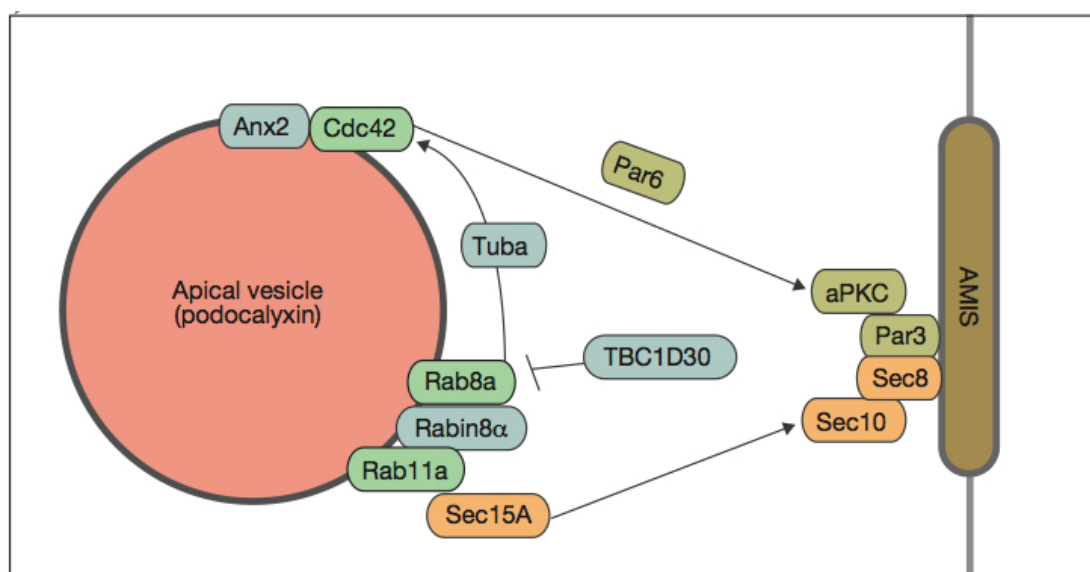 Anx2
Cdc42
Par6
Tuba
Apical vesicle
(podocalyxin)
aPKC
Par3
AMIS
TBC1D30
Rab8a
Sec8
Rabin8α
Sec10
Rab11a
Sec15A